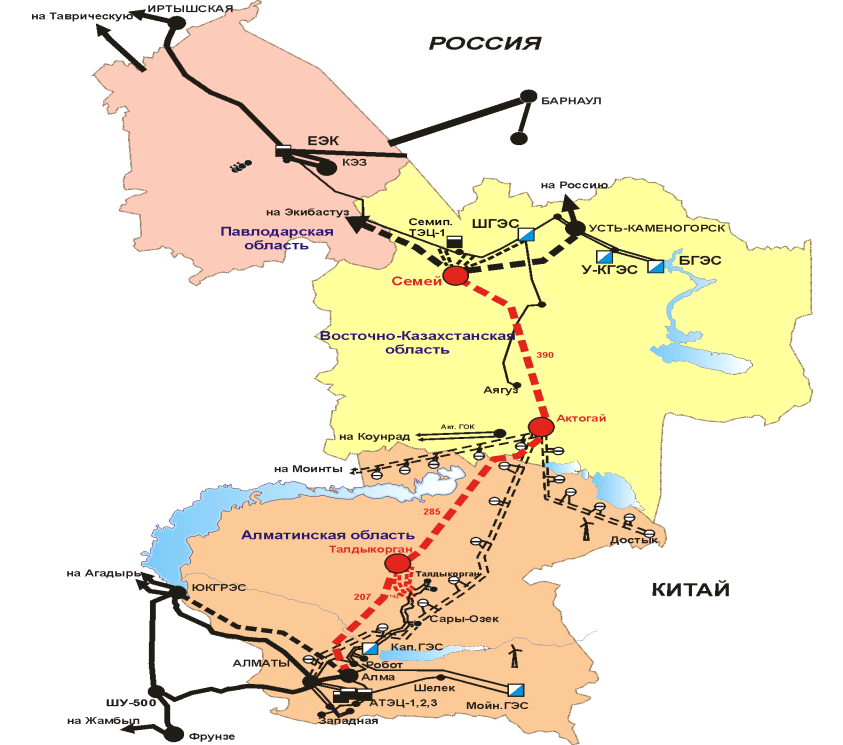 на Таврическую
ИРТЫШСКАЯ
РОССИЯ
БАРНАУЛ
ЕЭК
КЭЗ
на Россию
на Экибастуз
Семип.
ТЭЦ-1
ШГЭС
УСТЬ-КАМЕНОГОРСК
Павлодарская
область
У-КГЭС
БГЭС
Семей
Восточно-Казахстанская
область
390
Аягуз
Актогай
Акт. ГОК
на Коунрад
на Моинты
285
Алматинская область
Талдыкорган
Достык
на Агадырь
Талдыкорган
ЮКГРЭС
КИТАЙ
207
Сары-Озек
Кап.ГЭС
АЛМАТЫ
Робот
Алма
Шелек
ШУ-500
АТЭЦ-1,2,3
Мойн.ГЭС
на Жамбыл
Западная
Фрунзе